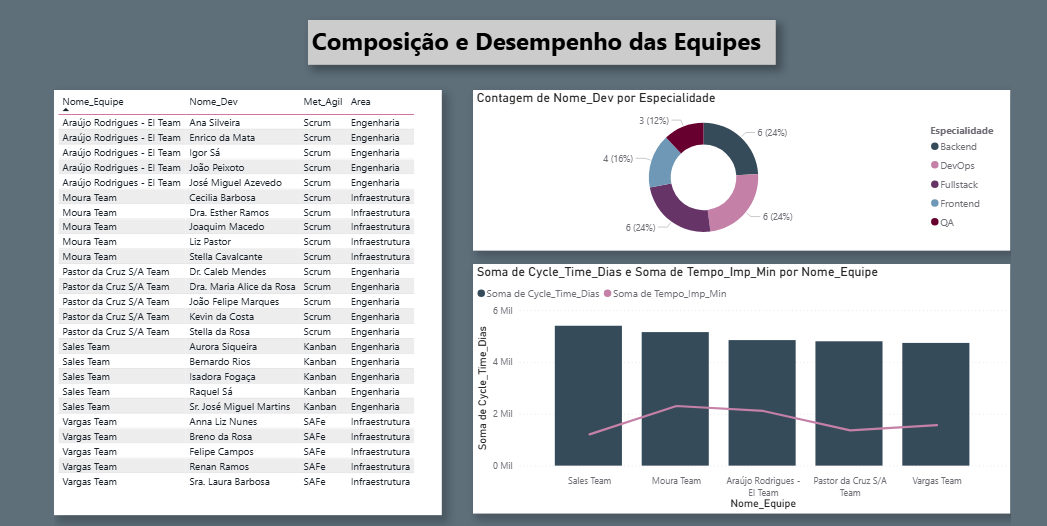 Composição e Desempenho das Equipes
Nome_Equipe Nome_Dev Met_Agil Area
Araújo Rodrigues - EI Team Ana Silveira Scrum Engenharia
Araújo Rodrigues - EI Team Enrico da Mata Scrum Engenharia
Araújo Rodrigues - EI Team Igor Sá Scrum Engenharia
Araújo Rodrigues - EI Team João Peixoto Scrum Engenharia
Araújo Rodrigues - EI Team José Miguel Azevedo Scrum Engenharia
Moura Team Cecilia Barbosa Scrum Infraestrutura
Moura Team Dra. Esther Ramos Scrum Infraestrutura
Moura Team Joaquim Macedo Scrum Infraestrutura
Moura Team Liz Pastor Scrum Infraestrutura
Moura Team Stella Cavalcante Scrum Infraestrutura
Pastor da Cruz S/A Team Dr. Caleb Mendes Scrum Engenharia
Pastor da Cruz S/A Team Dra. Maria Alice da Rosa Scrum Engenharia
Pastor da Cruz S/A Team João Felipe Marques Scrum Engenharia
Pastor da Cruz S/A Team Kevin da Costa Scrum Engenharia
Pastor da Cruz S/A Team Stella da Rosa Scrum Engenharia
Sales Team Aurora Siqueira Kanban Engenharia
Sales Team Bernardo Rios Kanban Engenharia
Sales Team Isadora Fogaça Kanban Engenharia
Sales Team Raquel Sá Kanban Engenharia
Sales Team Sr. José Miguel Martins Kanban Engenharia
Vargas Team Anna Liz Nunes SAFe Infraestrutura
Vargas Team Breno da Rosa SAFe Infraestrutura
Vargas Team Felipe Campos SAFe Infraestrutura
Vargas Team Renan Ramos SAFe Infraestrutura
Vargas Team Sra. Laura Barbosa SAFe Infraestrutura
Contagem de Nome_Dev por Especialidade
3 (12%)
6 (24%)
4 (16%)
6 (24%)
6 (24%)
Especialidade
Backend
DevOps
Fullstack
Frontend
QA
Soma de Cycle_Time_Dias e Soma de Tempo_Imp_Min por Nome_Equipe
Soma de Cycle_Time_Dias Soma de Tempo_Imp_Min
Soma de Cycle_Time_Dias
6 Mil
4 Mil
2 Mil
0 Mil
Sales Team
Moura Team
Araújo Rodrigues -
EI Team
Pastor da Cruz S/A
Team
Vargas Team
Nome_Equipe